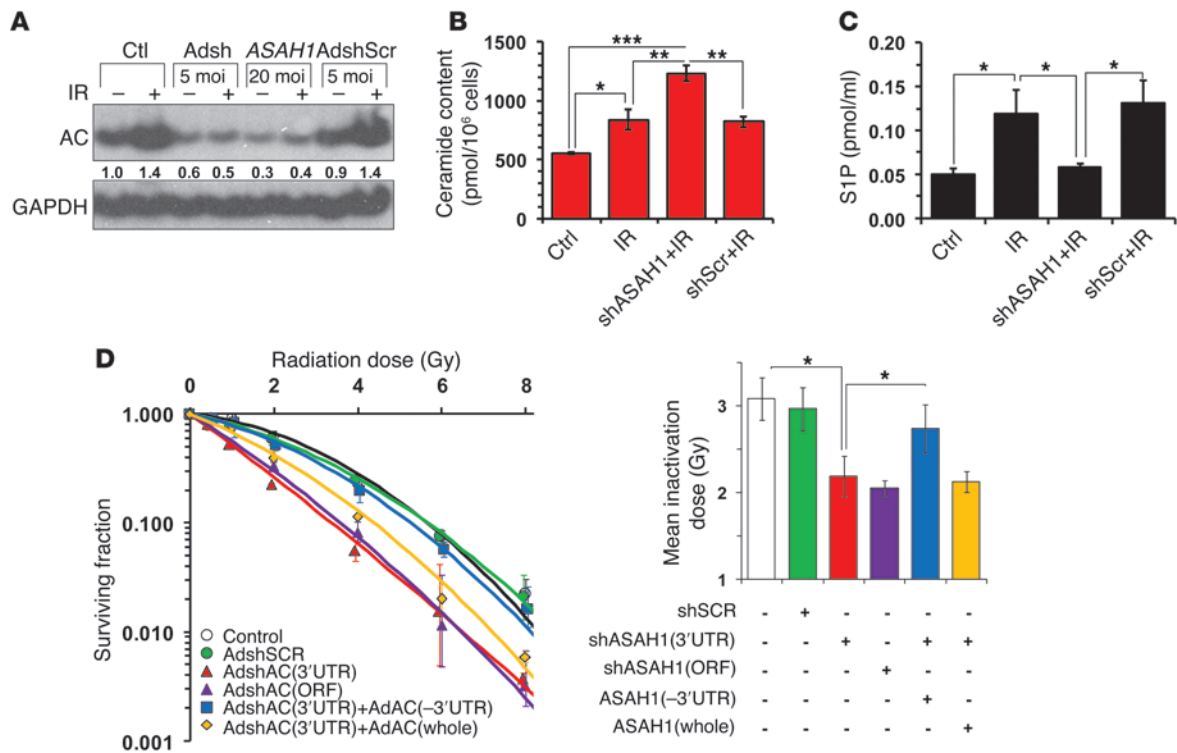 A
Ctl Adsh ASAH1 AdshScr
5 moi 20 moi 5 moi
IR – + – + – + – +
AC
1.0 1.4 0.6 0.5 0.3 0.4 0.9 1.4
GAPDH
B
Ceramide content
(pmol/10⁶ cells)
1500
1000
500
0
*** ** ** *
Ctrl IR shASAH1+IR shScr+IR
C
S1P (pmol/ml)
0.20
0.15
0.10
0.05
0.00
* * *
Ctrl IR shASAH1+IR shScr+IR
D
Radiation dose (Gy)
0 2 4 6 8
Surviving fraction
1.000
0.100
0.010
0.001
Control
AdshSCR
AdshAC(3′UTR)
AdshAC(ORF)
AdshAC(3′UTR)+AdAC(–3′UTR)
AdshAC(3′UTR)+AdAC(whole)
Mean inactivation
dose (Gy)
3
2
1
* *
shSCR - + - - - -
shASAH1(3′UTR) - - + - + +
shASAH1(ORF) - - - + - -
ASAH1(–3′UTR) - - - - + -
ASAH1(whole) - - - - - +